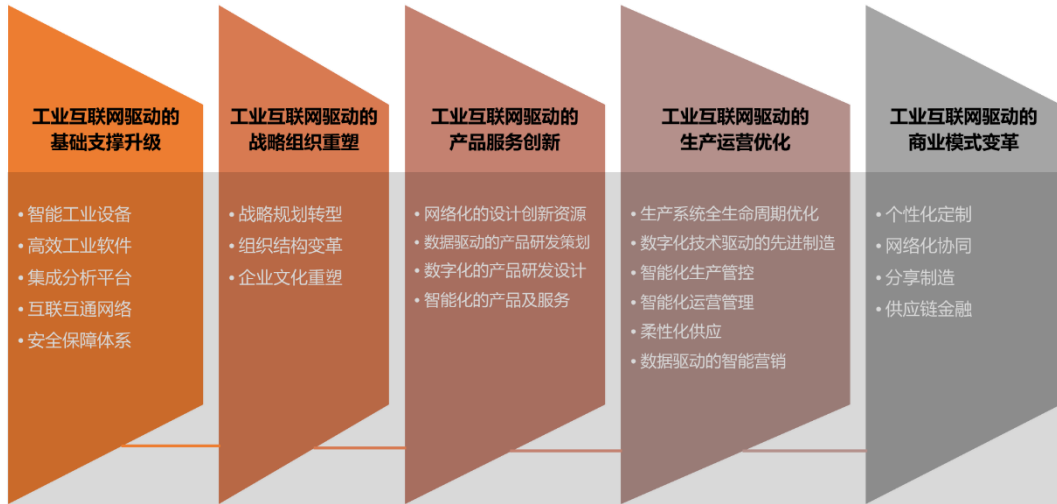 工业互联网驱动的
基础支撑升级
• 智能工业设备
• 高效工业软件
• 集成分析平台
• 互联互通网络
• 安全保障体系
工业互联网驱动的
战略组织重塑
• 战略规划转型
• 组织结构变革
• 企业文化重塑
工业互联网驱动的
产品服务创新
• 网络化的设计创新资源
• 数据驱动的产品研发策划
• 数字化的产品研发设计
• 智能化的产品及服务
工业互联网驱动的
生产运营优化
• 生产系统全生命周期优化
• 数字化技术驱动的先进制造
• 智能化生产管控
• 智能化运营管理
• 柔性化供应
• 数据驱动的智能营销
工业互联网驱动的
商业模式变革
• 个性化定制
• 网络化协同
• 分享制造
• 供应链金融